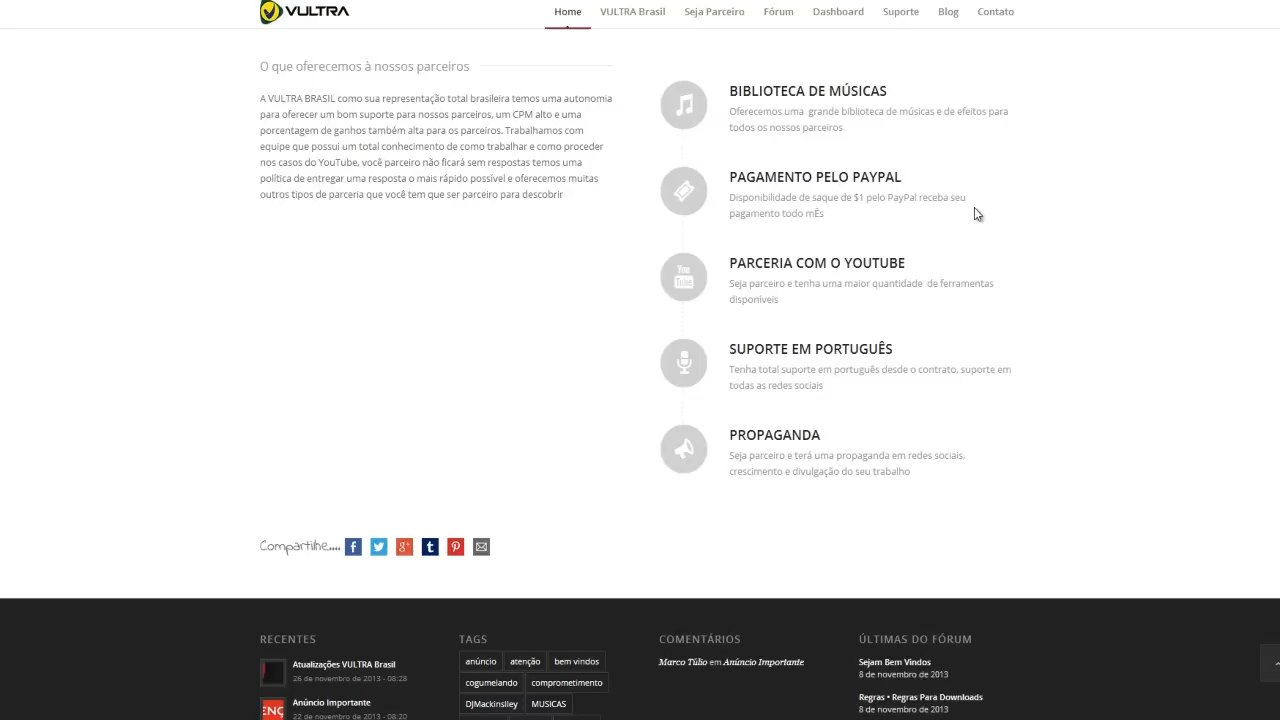 VULTRA
Home VULTRA Brasil Seja Parceiro Fórum Dashboard Suporte Blog Contato
O que oferecemos à nossos parceiros
A VULTRA BRASIL como sua representação total brasileira temos uma autonomia
para oferecer um bom suporte para nossos parceiros, um CPM alto e uma
porcentagem de ganhos também alta para os parceiros. Trabalhamos com
equipe que possui um total conhecimento de como trabalhar e como proceder
nos casos do YouTube, você parceiro não ficará sem respostas temos uma
política de entregar uma resposta o mais rápido possível e oferecemos muitas
outros tipos de parceria que você tem que ser parceiro para descobrir
BIBLIOTECA DE MÚSICAS
Oferecemos uma grande biblioteca de músicas e de efeitos para
todos os nossos parceiros
PAGAMENTO PELO PAYPAL
Disponibilidade de saque de $1 pelo PayPal receba seu
pagamento todo mÊs
You
Tube
PARCERIA COM O YOUTUBE
Seja parceiro e tenha uma maior quantidade de ferramentas
disponíveis
SUPORTE EM PORTUGUÊS
Tenha total suporte em português desde o contrato, suporte em
todas as redes sociais
PROPAGANDA
Seja parceiro e terá uma propaganda em redes sociais,
crescimento e divulgação do seu trabalho
Compartilhe....
RECENTES
Atualizações VULTRA Brasil
26 de novembro de 2013 - 08:28
Anúncio Importante
22 de novembro de 2013 - 08:20
TAGS
anúncio atenção bem vindos
cogumelando comprometimento
DJMackinslley MUSICAS
COMENTÁRIOS
Marco Túlio em Anúncio Importante
ÚLTIMAS DO FÓRUM
Sejam Bem Vindos
8 de novembro de 2013
Regras • Regras Para Downloads
8 de novembro de 2013